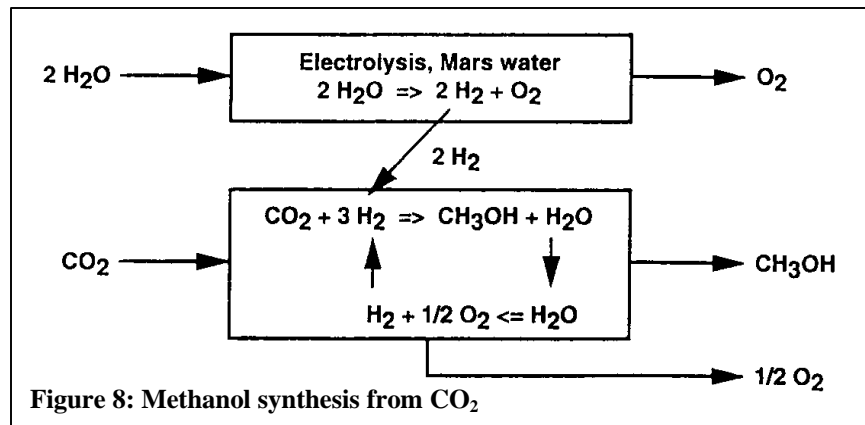 Electrolysis, Mars water
2 H₂O
2 H₂O => 2 H₂ + O₂
O₂
2 H₂
CO₂ + 3 H₂ => CH₃OH + H₂O
CO₂
CH₃OH
H₂ + 1/2 O₂ <= H₂O
1/2 O₂
Figure 8: Methanol synthesis from CO₂